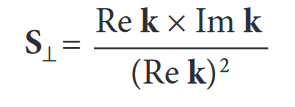 S⊥ = (Re k × Im k) / (Re k)²